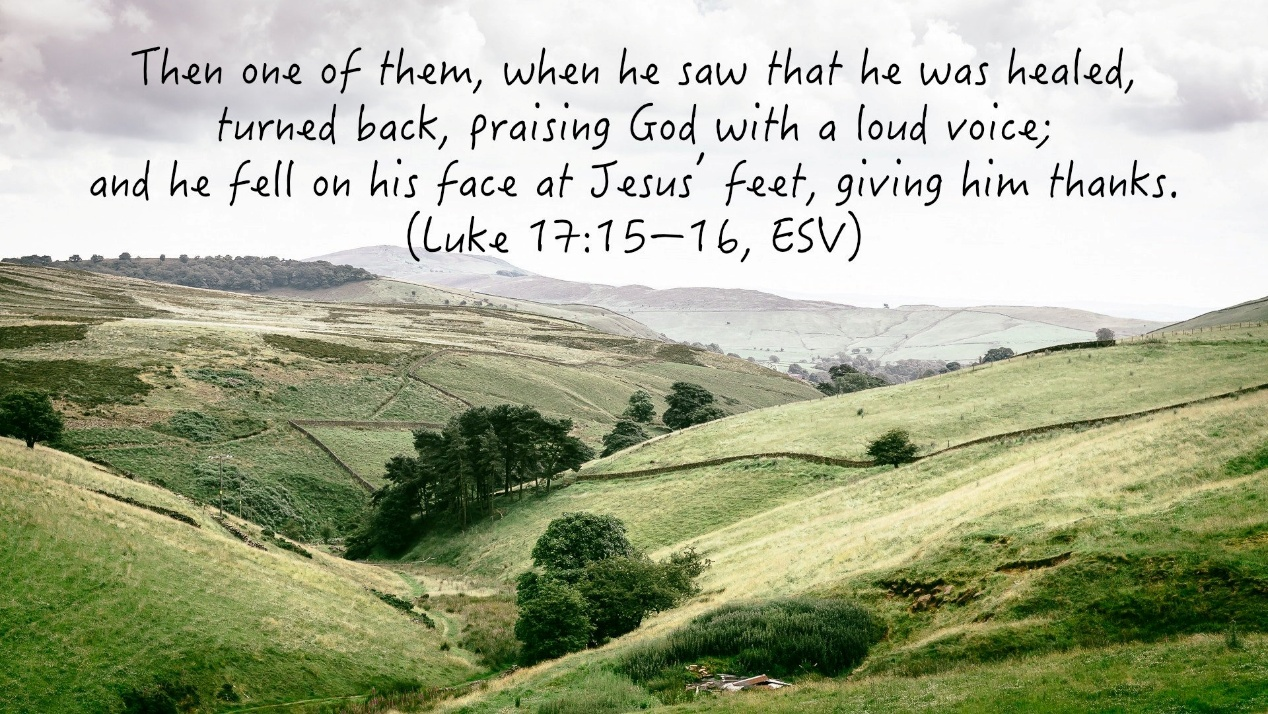 Then one of them, when he saw that he was healed,
turned back, praising God with a loud voice;
and he fell on his face at Jesus' feet, giving him thanks.
(Luke 17:15–16, ESV)